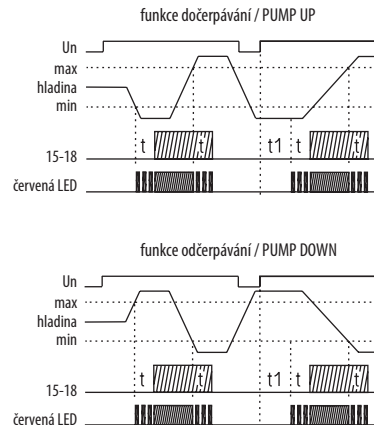 funkce dočerpávání / PUMP UP
Un
max
hladina
min
t t t1 t t
15-18
červená LED
funkce odčerpávání / PUMP DOWN
Un
max
hladina
min
t t t1 t t
15-18
červená LED